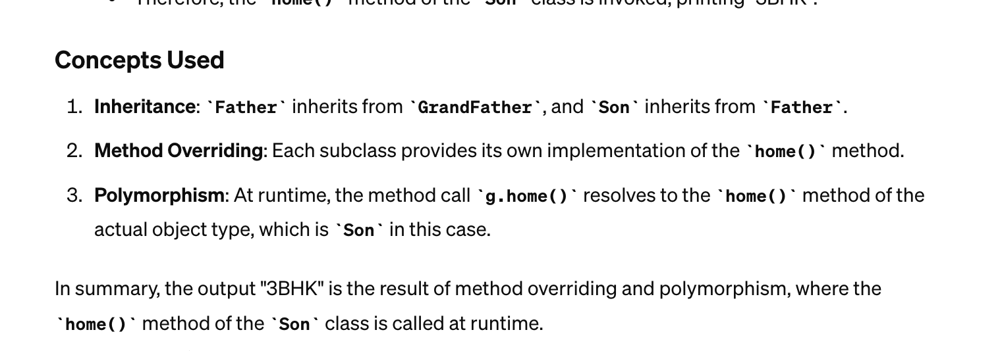 Therefore, the `home()` method of the `Son` class is invoked, printing "3BHK".
Concepts Used
1. Inheritance: `Father` inherits from `GrandFather`, and `Son` inherits from `Father`.
2. Method Overriding: Each subclass provides its own implementation of the `home()` method.
3. Polymorphism: At runtime, the method call `g.home()` resolves to the `home()` method of the
actual object type, which is `Son` in this case.
In summary, the output "3BHK" is the result of method overriding and polymorphism, where the
`home()` method of the `Son` class is called at runtime.